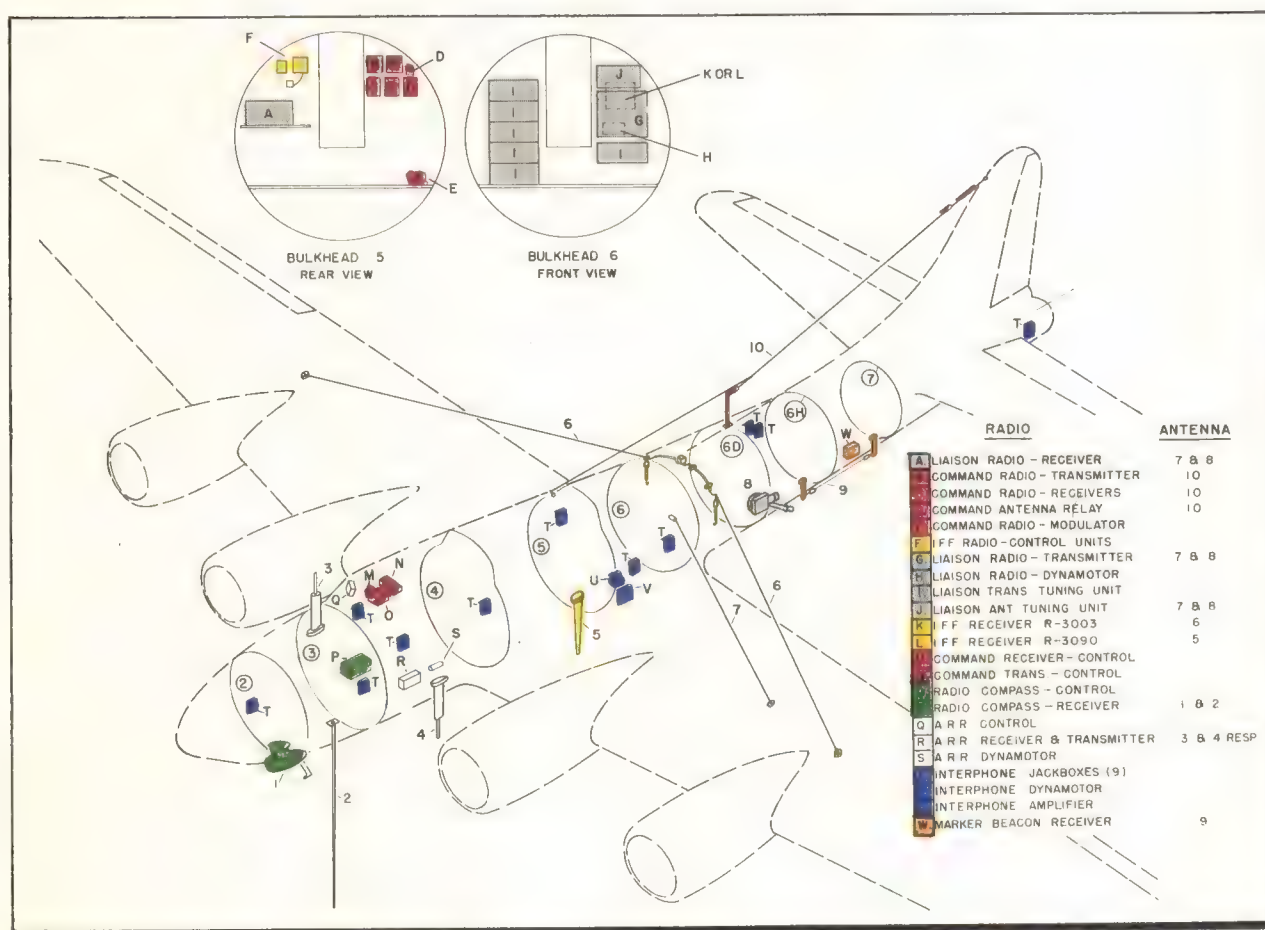 F
D
A
E
BULKHEAD 5
REAR VIEW
J
K OR L
I
I
I
I
I
G
I
H
BULKHEAD 6
FRONT VIEW
10
T
6
7
6H
T
T
6D
W
8
9
6
T
5
T
T
U
V
5
7
6
3
M
N
Q
O
T
4
T
T
S
3
P
T
R
2
T
4
1
2
RADIO ANTENNA
A LIAISON RADIO - RECEIVER 7 & 8
COMMAND RADIO - TRANSMITTER 10
COMMAND RADIO - RECEIVERS 10
COMMAND ANTENNA RELAY 10
COMMAND RADIO - MODULATOR
F IFF RADIO - CONTROL UNITS
G LIAISON RADIO - TRANSMITTER 7 & 8
H LIAISON RADIO - DYNAMOTOR
I LIAISON TRANS TUNING UNIT
J LIAISON ANT TUNING UNIT 7 & 8
K IFF RECEIVER R-3003 6
L IFF RECEIVER R-3090 5
COMMAND RECEIVER - CONTROL
COMMAND TRANS - CONTROL
RADIO COMPASS - CONTROL
RADIO COMPASS - RECEIVER 1 & 2
Q A R R CONTROL
R A R R RECEIVER & TRANSMITTER 3 & 4 RESP
S A R R DYNAMOTOR
INTERPHONE JACKBOXES (9)
INTERPHONE DYNAMOTOR
INTERPHONE AMPLIFIER
W MARKER BEACON RECEIVER 9